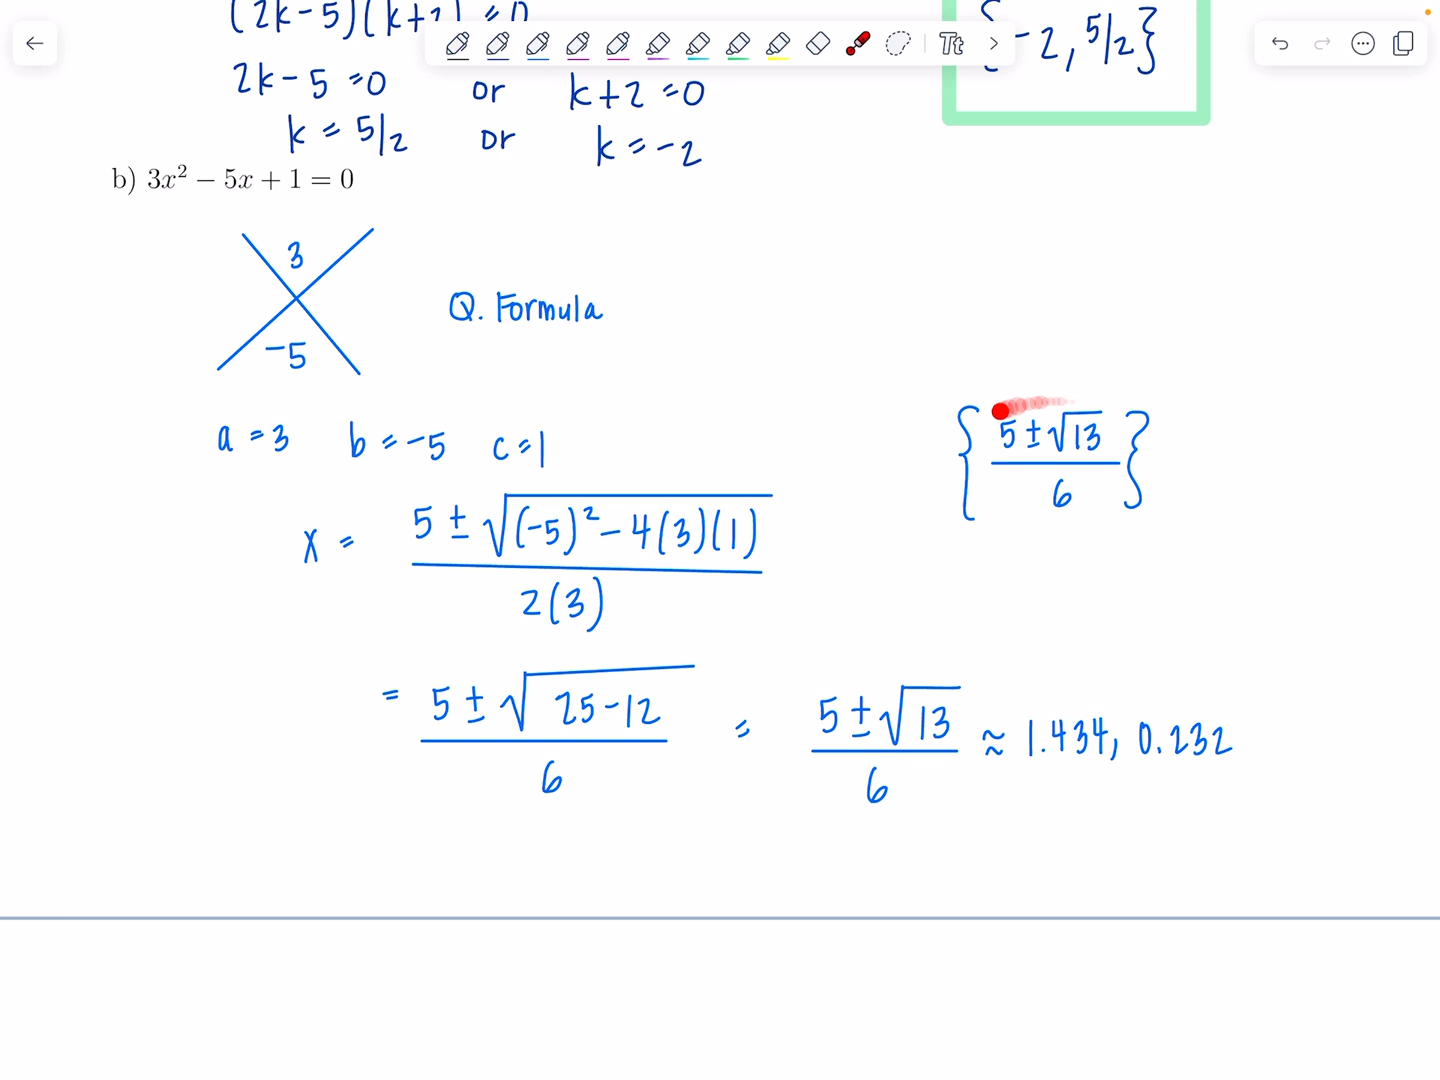 (2k-5)(k+2) = 0
{-2, 5/2}
2k-5=0 or k+2=0
k = 5/2 or k = -2
b) 3x² − 5x + 1 = 0
3
-5
Q. Formula
a=3 b=-5 c=1
{ (5±√13)/6 }
x = (5 ± √((-5)²-4(3)(1)))/(2(3))
= (5 ± √(25-12))/6 = (5±√13)/6 ≈ 1.434, 0.232
Tt